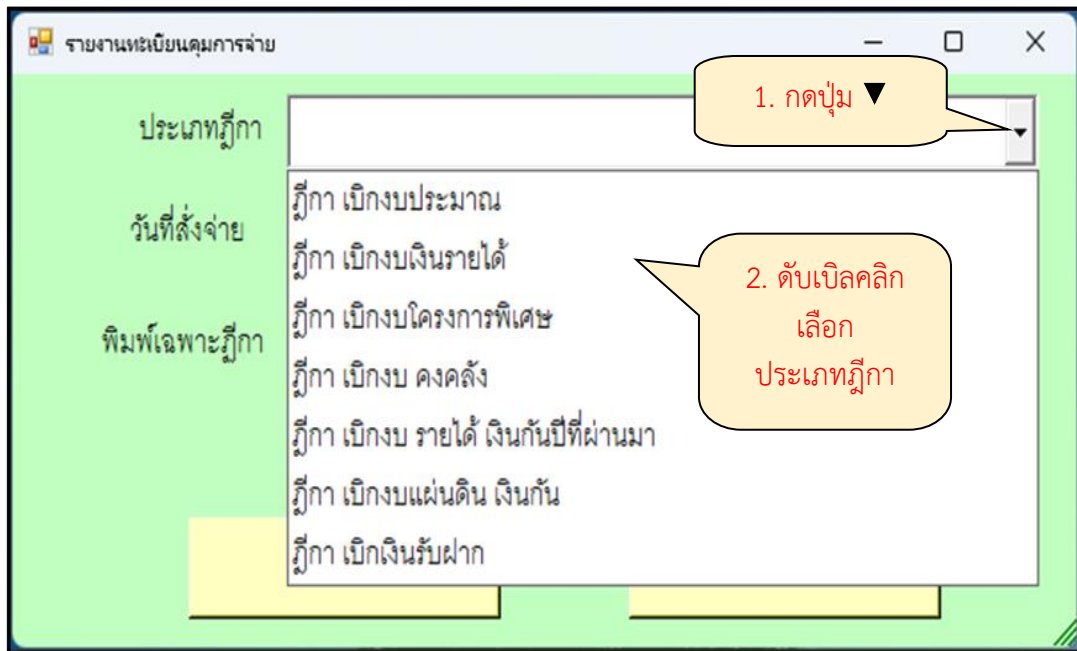 รายงานทะเบียนคุมการจ่าย
1. กดปุ่ม ▼
ประเภทฎีกา
ฎีกา เบิกงบประมาณ
วันที่สั่งจ่าย
ฎีกา เบิกงบเงินรายได้
2. ดับเบิลคลิก
เลือก
ประเภทฎีกา
ฎีกา เบิกงบโครงการพิเศษ
พิมพ์เฉพาะฎีกา
ฎีกา เบิกงบ คงคลัง
ฎีกา เบิกงบ รายได้ เงินกันปีที่ผ่านมา
ฎีกา เบิกงบแผ่นดิน เงินกัน
ฎีกา เบิกเงินรับฝาก